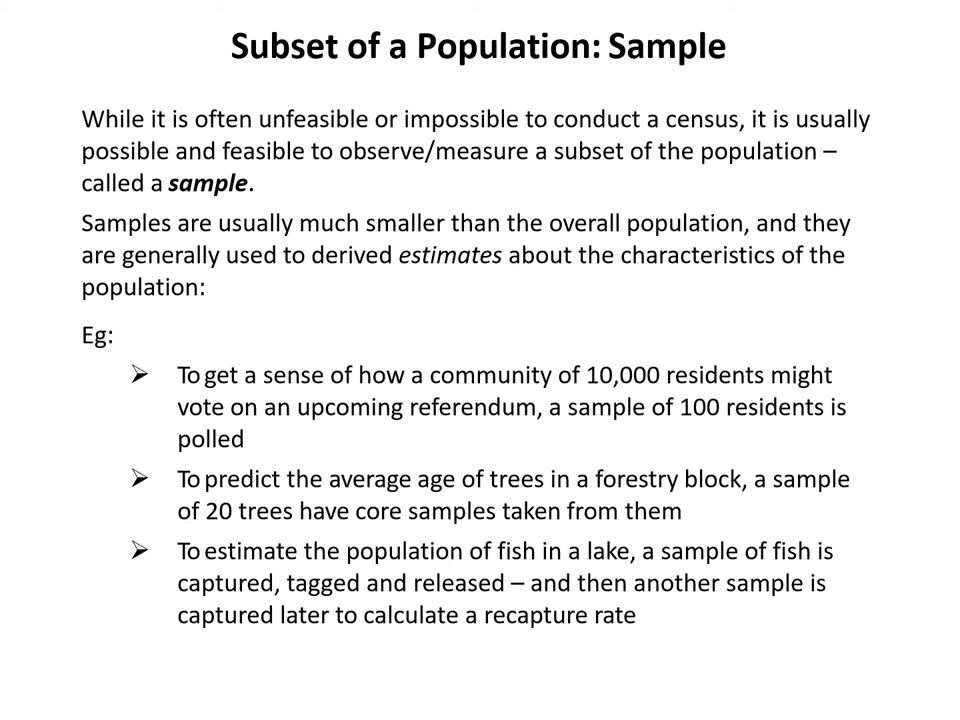 Subset of a Population: Sample
While it is often unfeasible or impossible to conduct a census, it is usually
possible and feasible to observe/measure a subset of the population –
called a sample.
Samples are usually much smaller than the overall population, and they
are generally used to derived estimates about the characteristics of the
population:
Eg:
➢ To get a sense of how a community of 10,000 residents might
vote on an upcoming referendum, a sample of 100 residents is
polled
➢ To predict the average age of trees in a forestry block, a sample
of 20 trees have core samples taken from them
➢ To estimate the population of fish in a lake, a sample of fish is
captured, tagged and released – and then another sample is
captured later to calculate a recapture rate